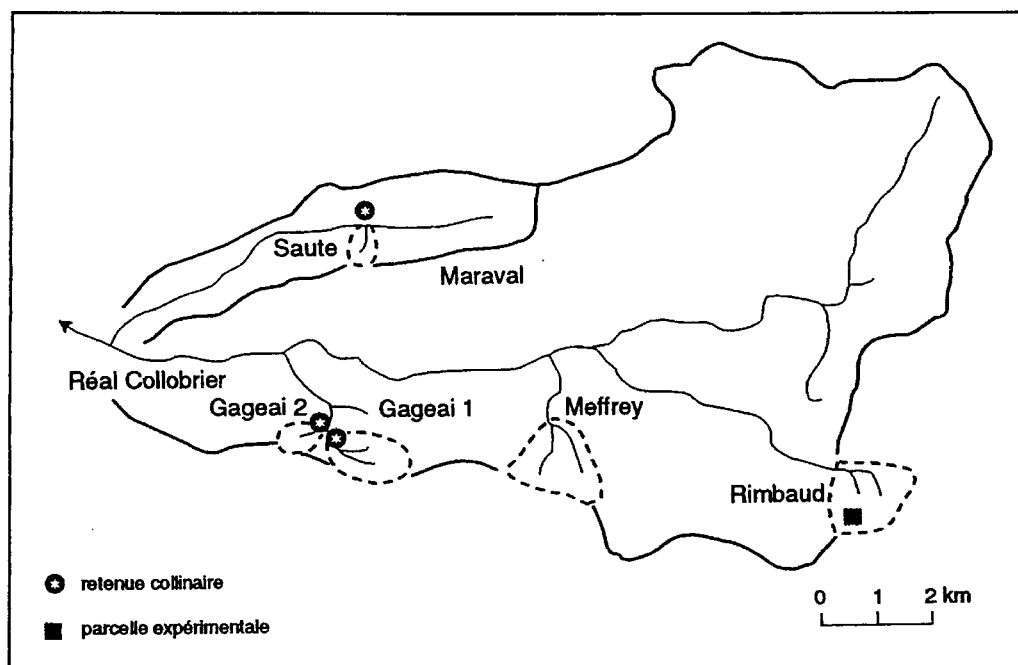 Saute
Maraval
Réal Collobrier
Gageai 2
Gageai 1
Meffrey
Rimbaud
retenue collinaire
parcelle expérimentale
0 1 2 km